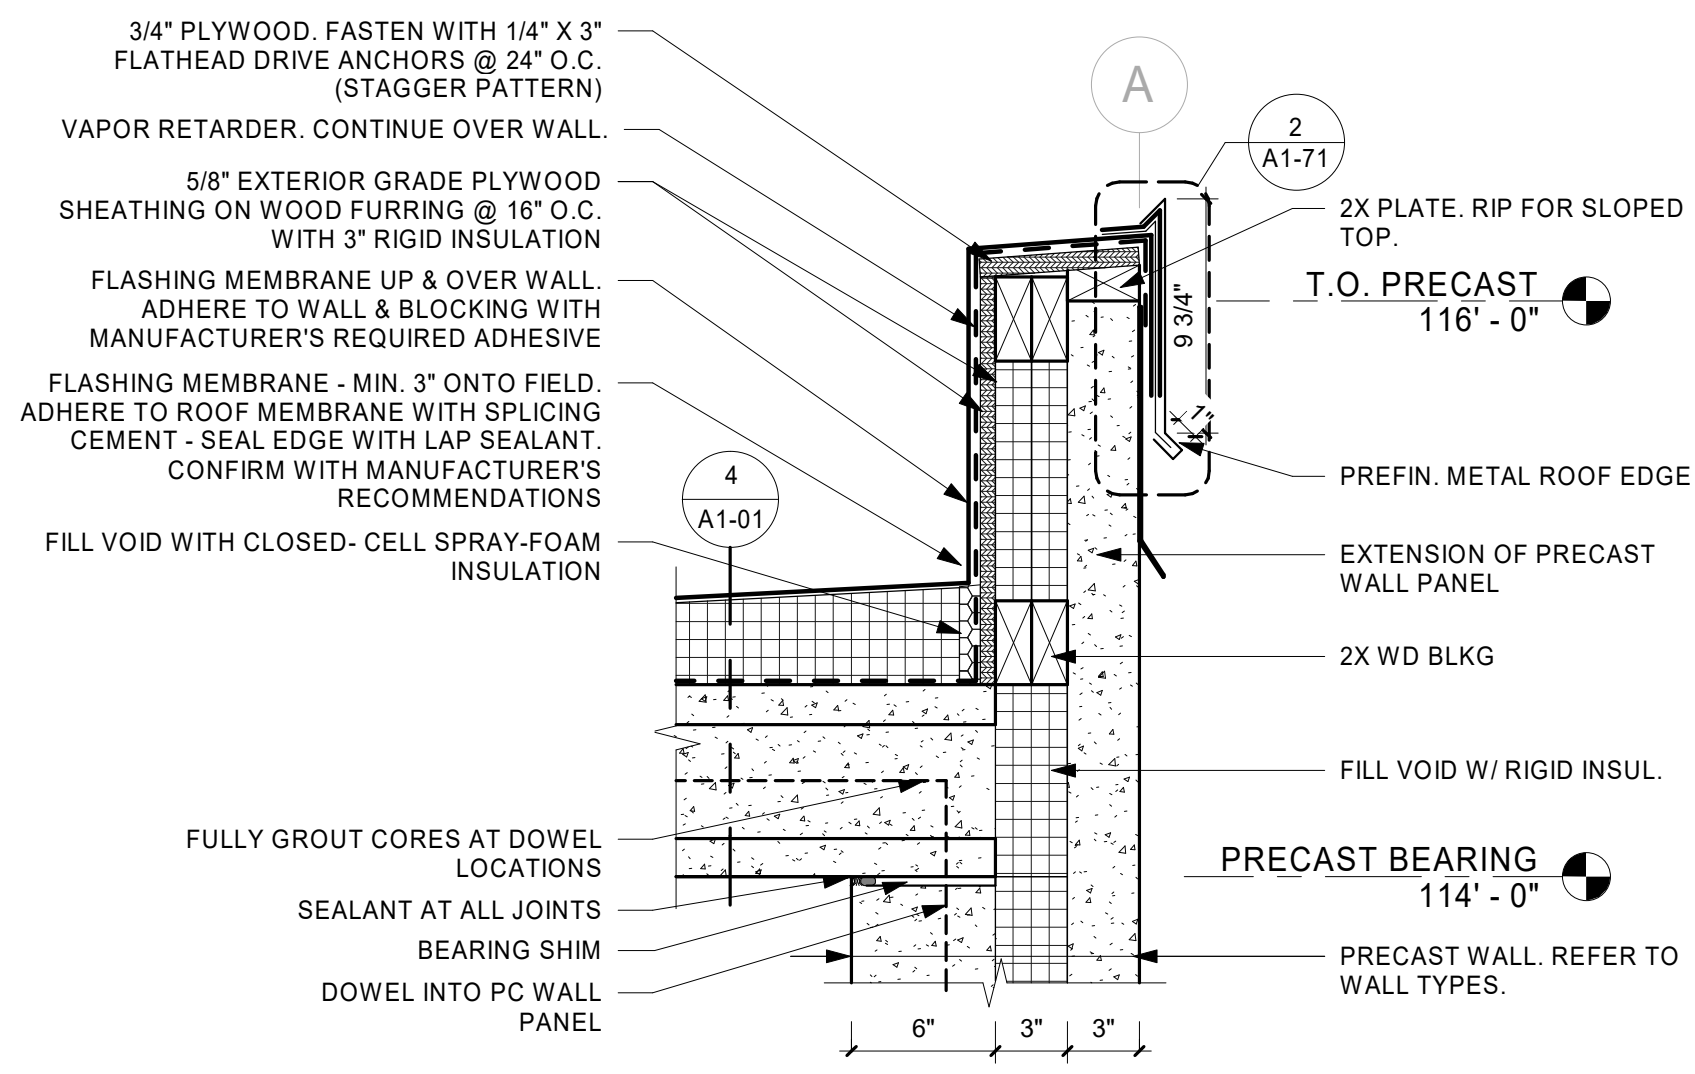 3/4" PLYWOOD. FASTEN WITH 1/4" X 3"
FLATHEAD DRIVE ANCHORS @ 24" O.C.
(STAGGER PATTERN)
VAPOR RETARDER. CONTINUE OVER WALL.
5/8" EXTERIOR GRADE PLYWOOD
SHEATHING ON WOOD FURRING @ 16" O.C.
WITH 3" RIGID INSULATION
FLASHING MEMBRANE UP & OVER WALL.
ADHERE TO WALL & BLOCKING WITH
MANUFACTURER'S REQUIRED ADHESIVE
FLASHING MEMBRANE - MIN. 3" ONTO FIELD.
ADHERE TO ROOF MEMBRANE WITH SPLICING
CEMENT - SEAL EDGE WITH LAP SEALANT.
CONFIRM WITH MANUFACTURER'S
RECOMMENDATIONS
FILL VOID WITH CLOSED- CELL SPRAY-FOAM
INSULATION
4
A1-01
FULLY GROUT CORES AT DOWEL
LOCATIONS
SEALANT AT ALL JOINTS
BEARING SHIM
DOWEL INTO PC WALL
PANEL
A
2
A1-71
2X PLATE. RIP FOR SLOPED
TOP.
T.O. PRECAST
116' - 0"
9 3/4"
1"
PREFIN. METAL ROOF EDGE
EXTENSION OF PRECAST
WALL PANEL
2X WD BLKG
FILL VOID W/ RIGID INSUL.
PRECAST BEARING
114' - 0"
PRECAST WALL. REFER TO
WALL TYPES.
6"
3"
3"